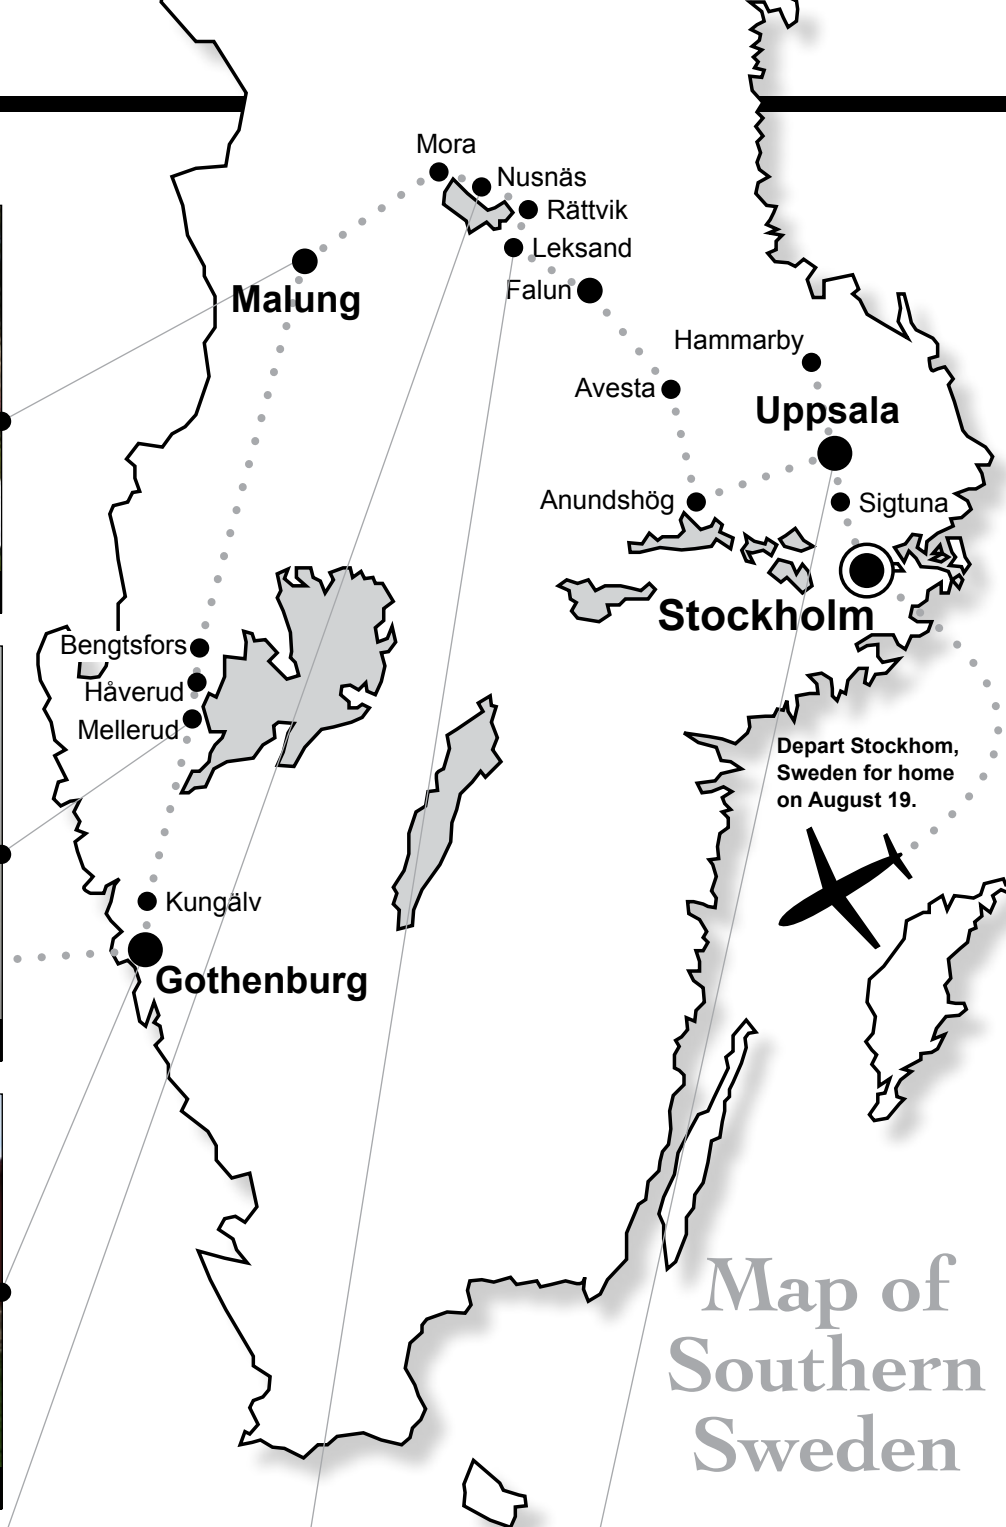 Mora
Nusnäs
Rättvik
Leksand
Falun
Malung
Hammarby
Avesta
Uppsala
Anundshög
Sigtuna
Stockholm
Bengtsfors
Håverud
Mellerud
Depart Stockhom,
Sweden for home
on August 19.
Kungälv
Gothenburg
Map of
Southern
Sweden